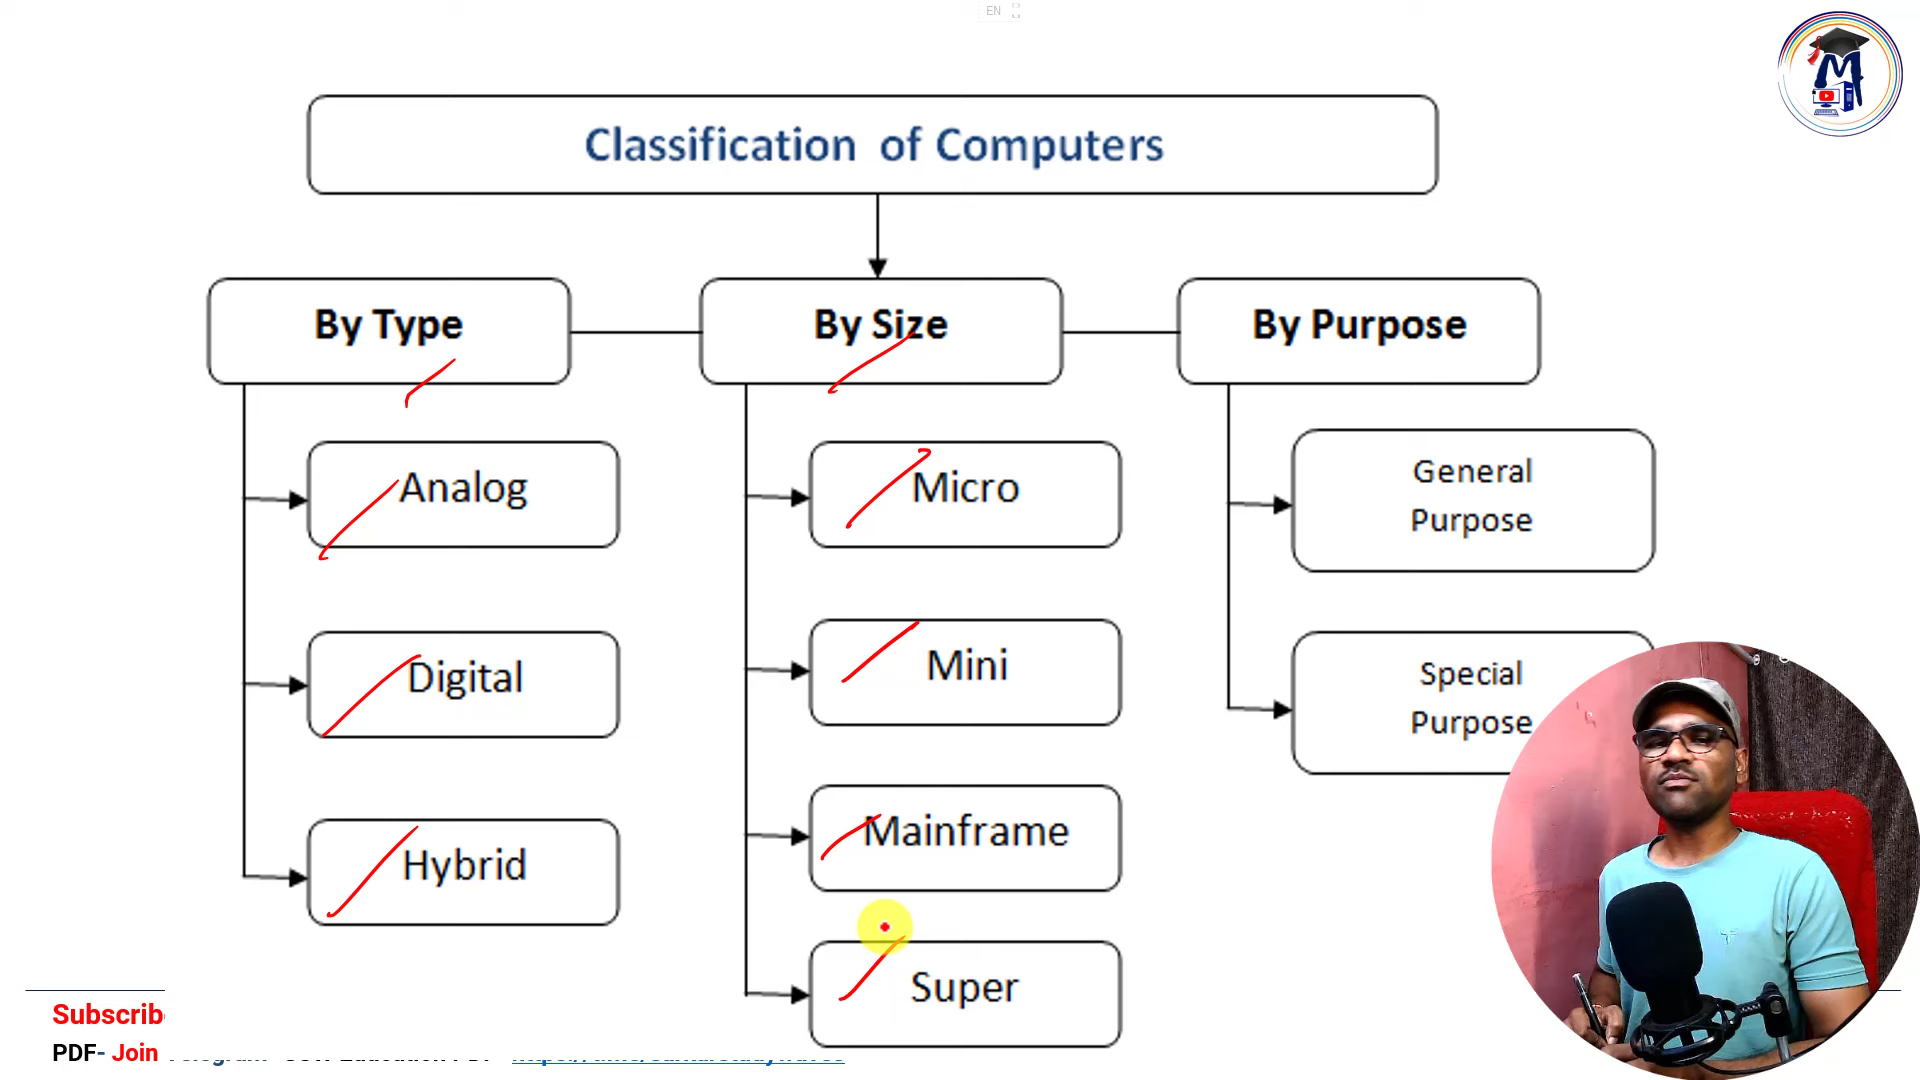 EN
Classification of Computers
By Type
By Size
By Purpose
Analog
Micro
General
Purpose
Digital
Mini
Special
Purpose
Hybrid
Mainframe
Super
Subscrib
PDF- Join